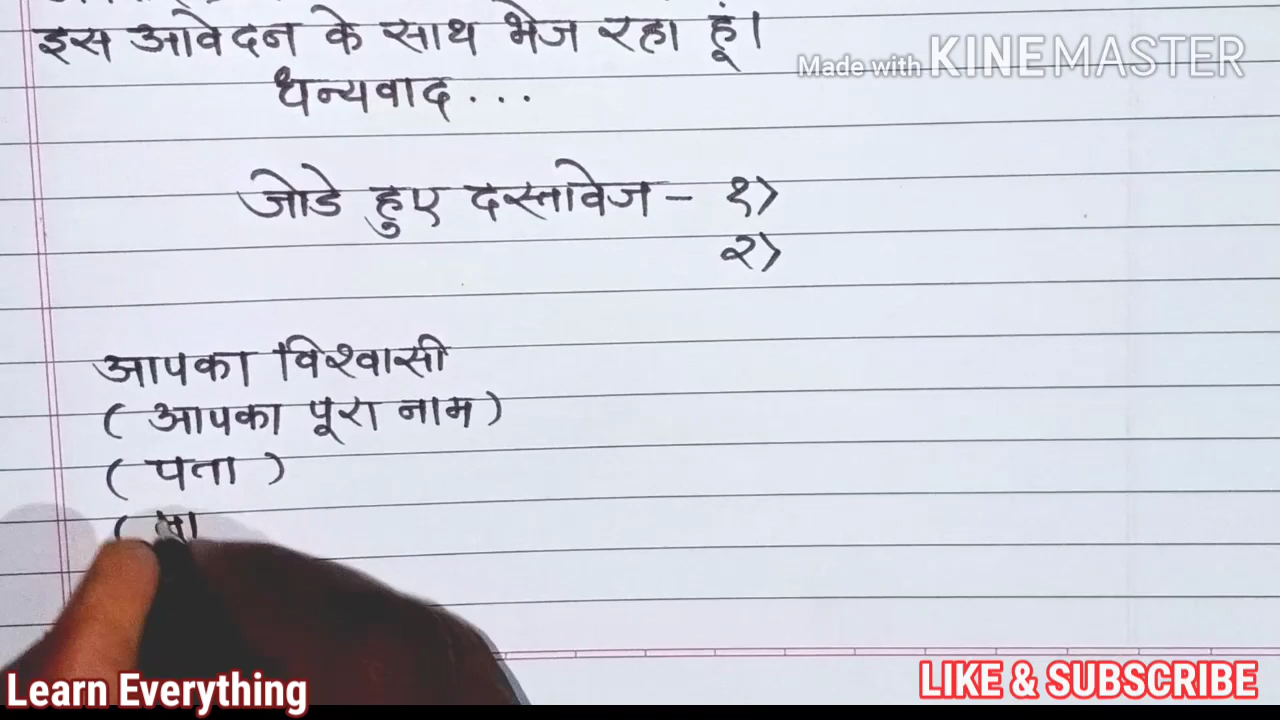 इस आवेदन के साथ भेज रहा हूं।
Made with KINEMASTER
धन्यवाद...
जोडे हुए दस्तावेज - १>
२>
आपका विश्वासी
( आपका पूरा नाम )
( पता )
(
Learn Everything
LIKE & SUBSCRIBE